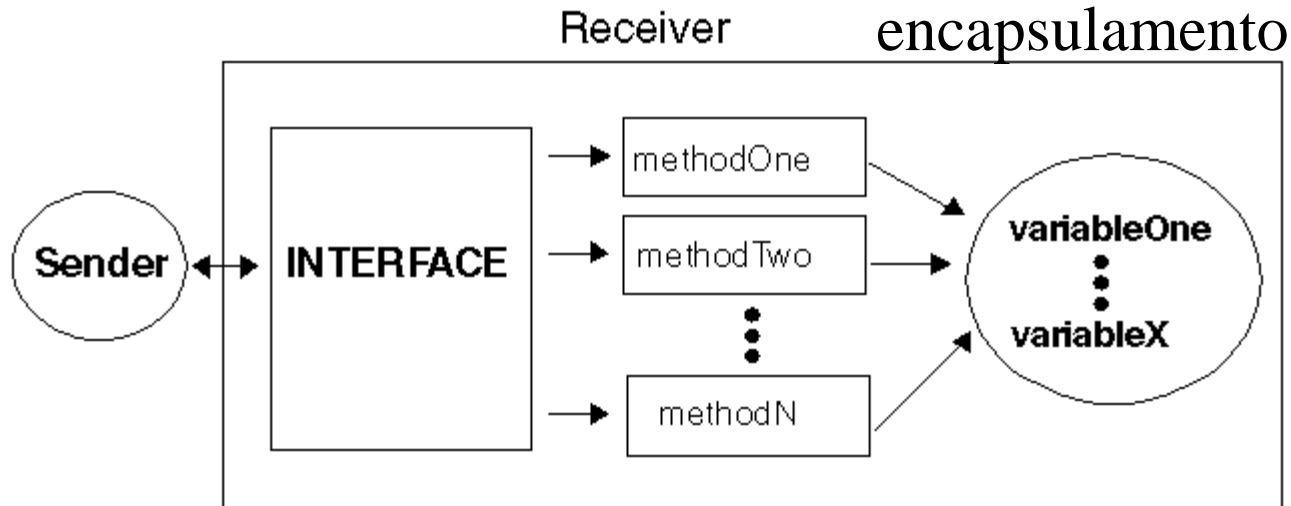 Receiver
encapsulamento
Sender
INTERFACE
methodOne
methodTwo
methodN
variableOne
variableX